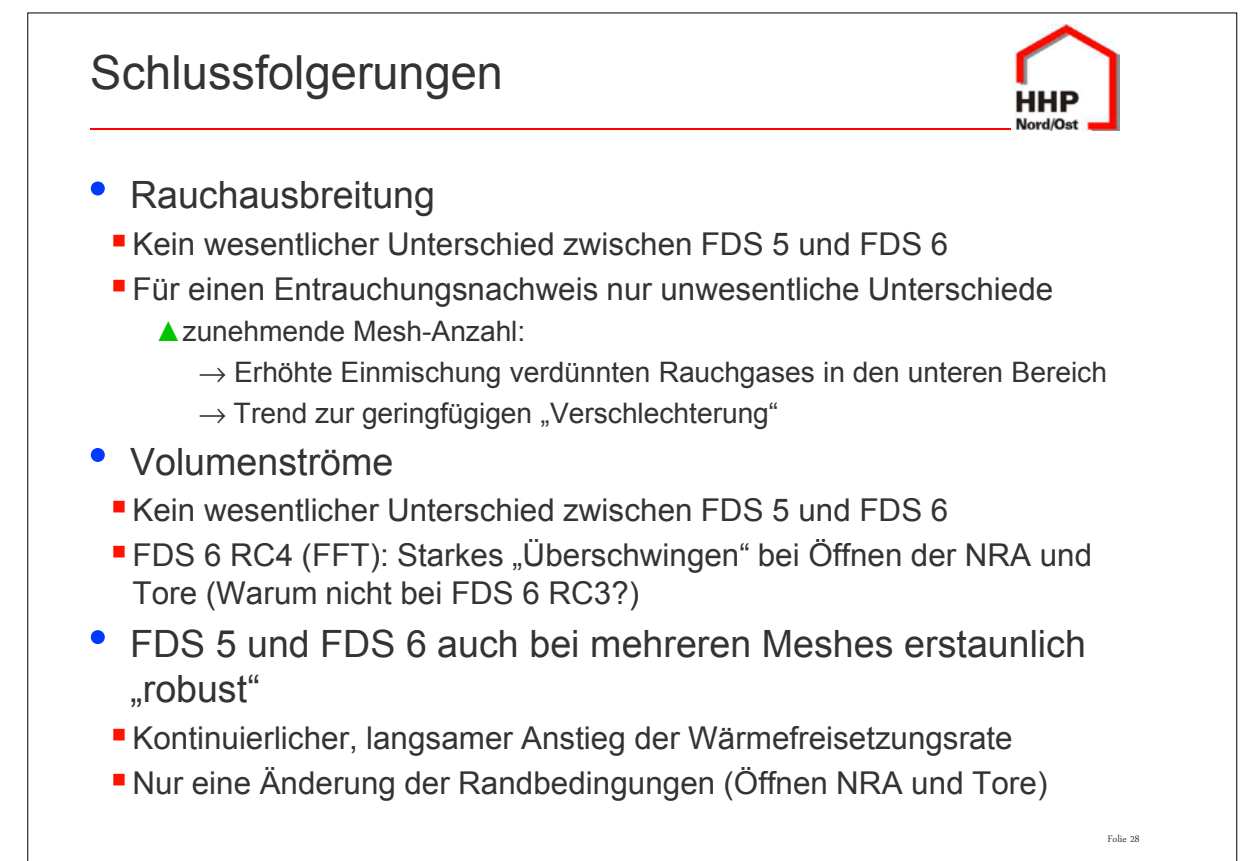 Schlussfolgerungen
HHP
Nord/Ost
• Rauchausbreitung
▪ Kein wesentlicher Unterschied zwischen FDS 5 und FDS 6
▪ Für einen Entrauchungsnachweis nur unwesentliche Unterschiede
▲ zunehmende Mesh-Anzahl:
→ Erhöhte Einmischung verdünnten Rauchgases in den unteren Bereich
→ Trend zur geringfügigen „Verschlechterung“
• Volumenströme
▪ Kein wesentlicher Unterschied zwischen FDS 5 und FDS 6
▪ FDS 6 RC4 (FFT): Starkes „Überschwingen“ bei Öffnen der NRA und
Tore (Warum nicht bei FDS 6 RC3?)
• FDS 5 und FDS 6 auch bei mehreren Meshes erstaunlich
„robust“
▪ Kontinuierlicher, langsamer Anstieg der Wärmefreisetzungsrate
▪ Nur eine Änderung der Randbedingungen (Öffnen NRA und Tore)
Folie 28